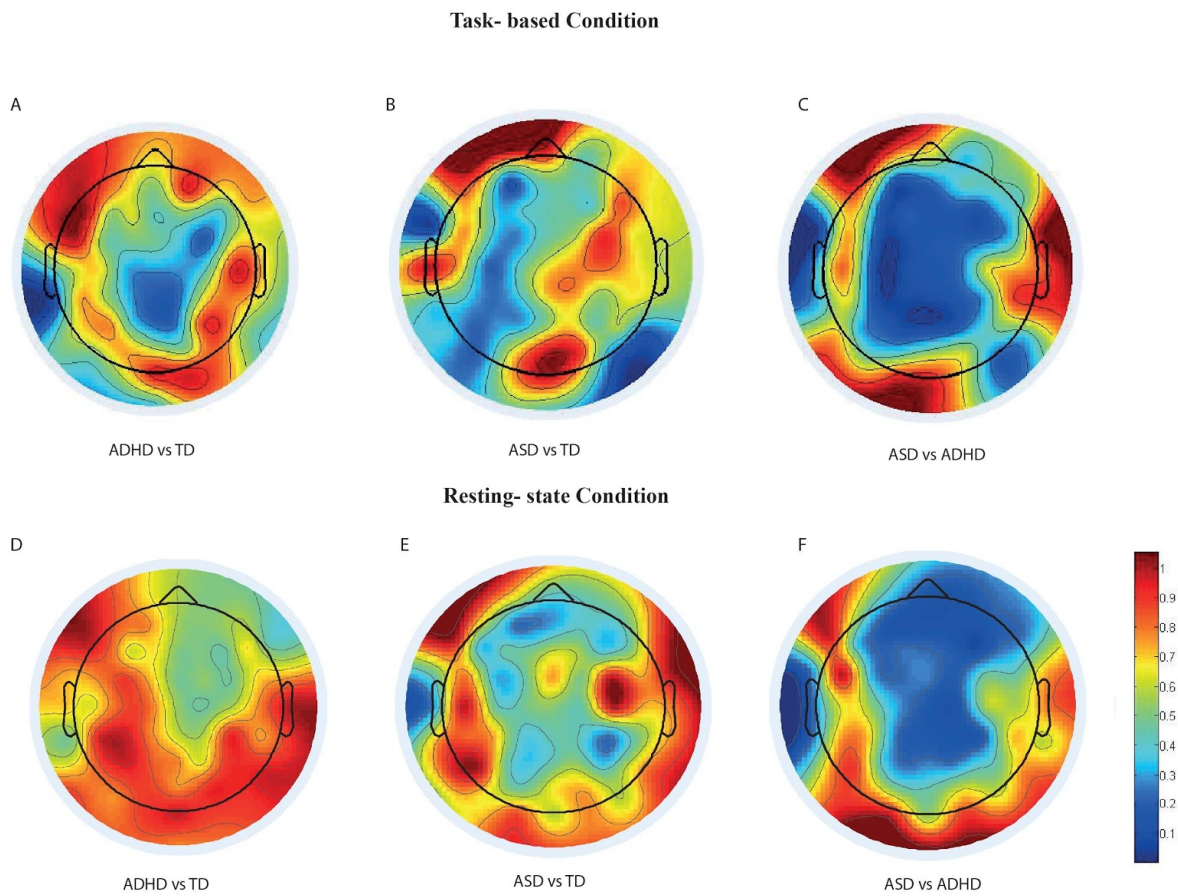 Task- based Condition
A
B
C
ADHD vs TD
ASD vs TD
ASD vs ADHD
Resting- state Condition
D
E
F
1
0.9
0.8
0.7
0.6
0.5
0.4
0.3
0.2
0.1
ADHD vs TD
ASD vs TD
ASD vs ADHD